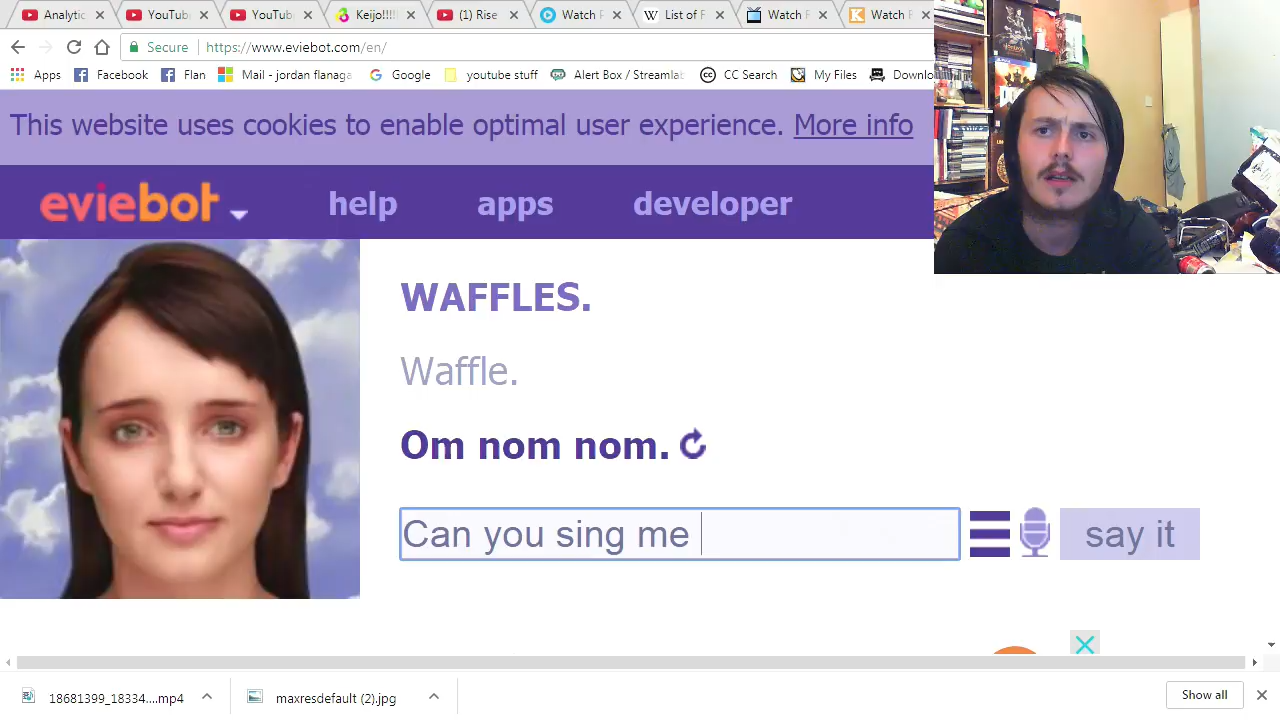 Analytic
YouTub
YouTub
Keijo!!!!
(1) Rise
Watch
List of F
Watch F
Watch
Secure https://www.eviebot.com/en/
Apps Facebook Flan Mail - jordan flanaga Google youtube stuff Alert Box / Streamlab CC Search My Files Downlo
This website uses cookies to enable optimal user experience. More info
eviebot help apps developer
WAFFLES.
Waffle.
Om nom nom.
Can you sing me
say it
18681399_18334....mp4 maxresdefault (2).jpg Show all